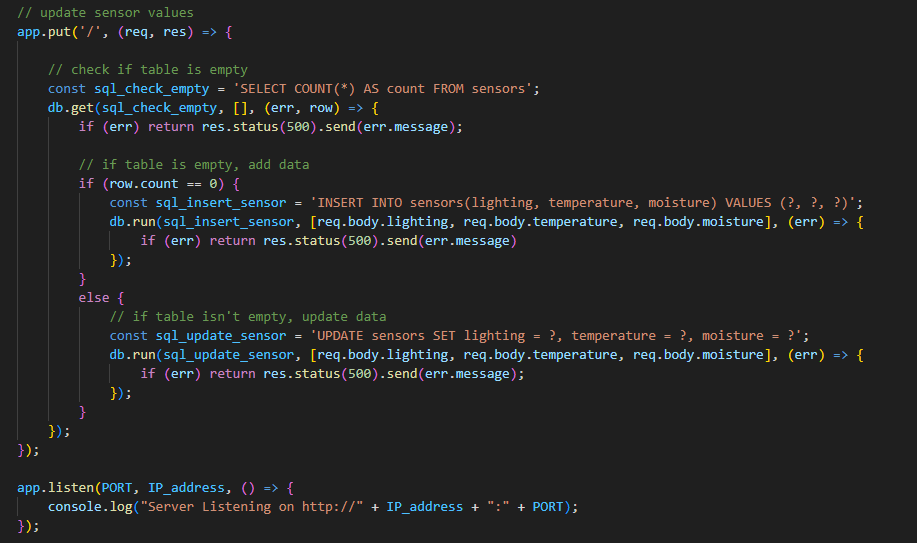 // update sensor values
app.put('/', (req, res) => {
// check if table is empty
const sql_check_empty = 'SELECT COUNT(*) AS count FROM sensors';
db.get(sql_check_empty, [], (err, row) => {
if (err) return res.status(500).send(err.message);
// if table is empty, add data
if (row.count == 0) {
const sql_insert_sensor = 'INSERT INTO sensors(lighting, temperature, moisture) VALUES (?, ?, ?)';
db.run(sql_insert_sensor, [req.body.lighting, req.body.temperature, req.body.moisture], (err) => {
if (err) return res.status(500).send(err.message)
});
}
else {
// if table isn't empty, update data
const sql_update_sensor = 'UPDATE sensors SET lighting = ?, temperature = ?, moisture = ?';
db.run(sql_update_sensor, [req.body.lighting, req.body.temperature, req.body.moisture], (err) => {
if (err) return res.status(500).send(err.message);
});
}
});
});
app.listen(PORT, IP_address, () => {
console.log("Server Listening on http://" + IP_address + ":" + PORT);
});